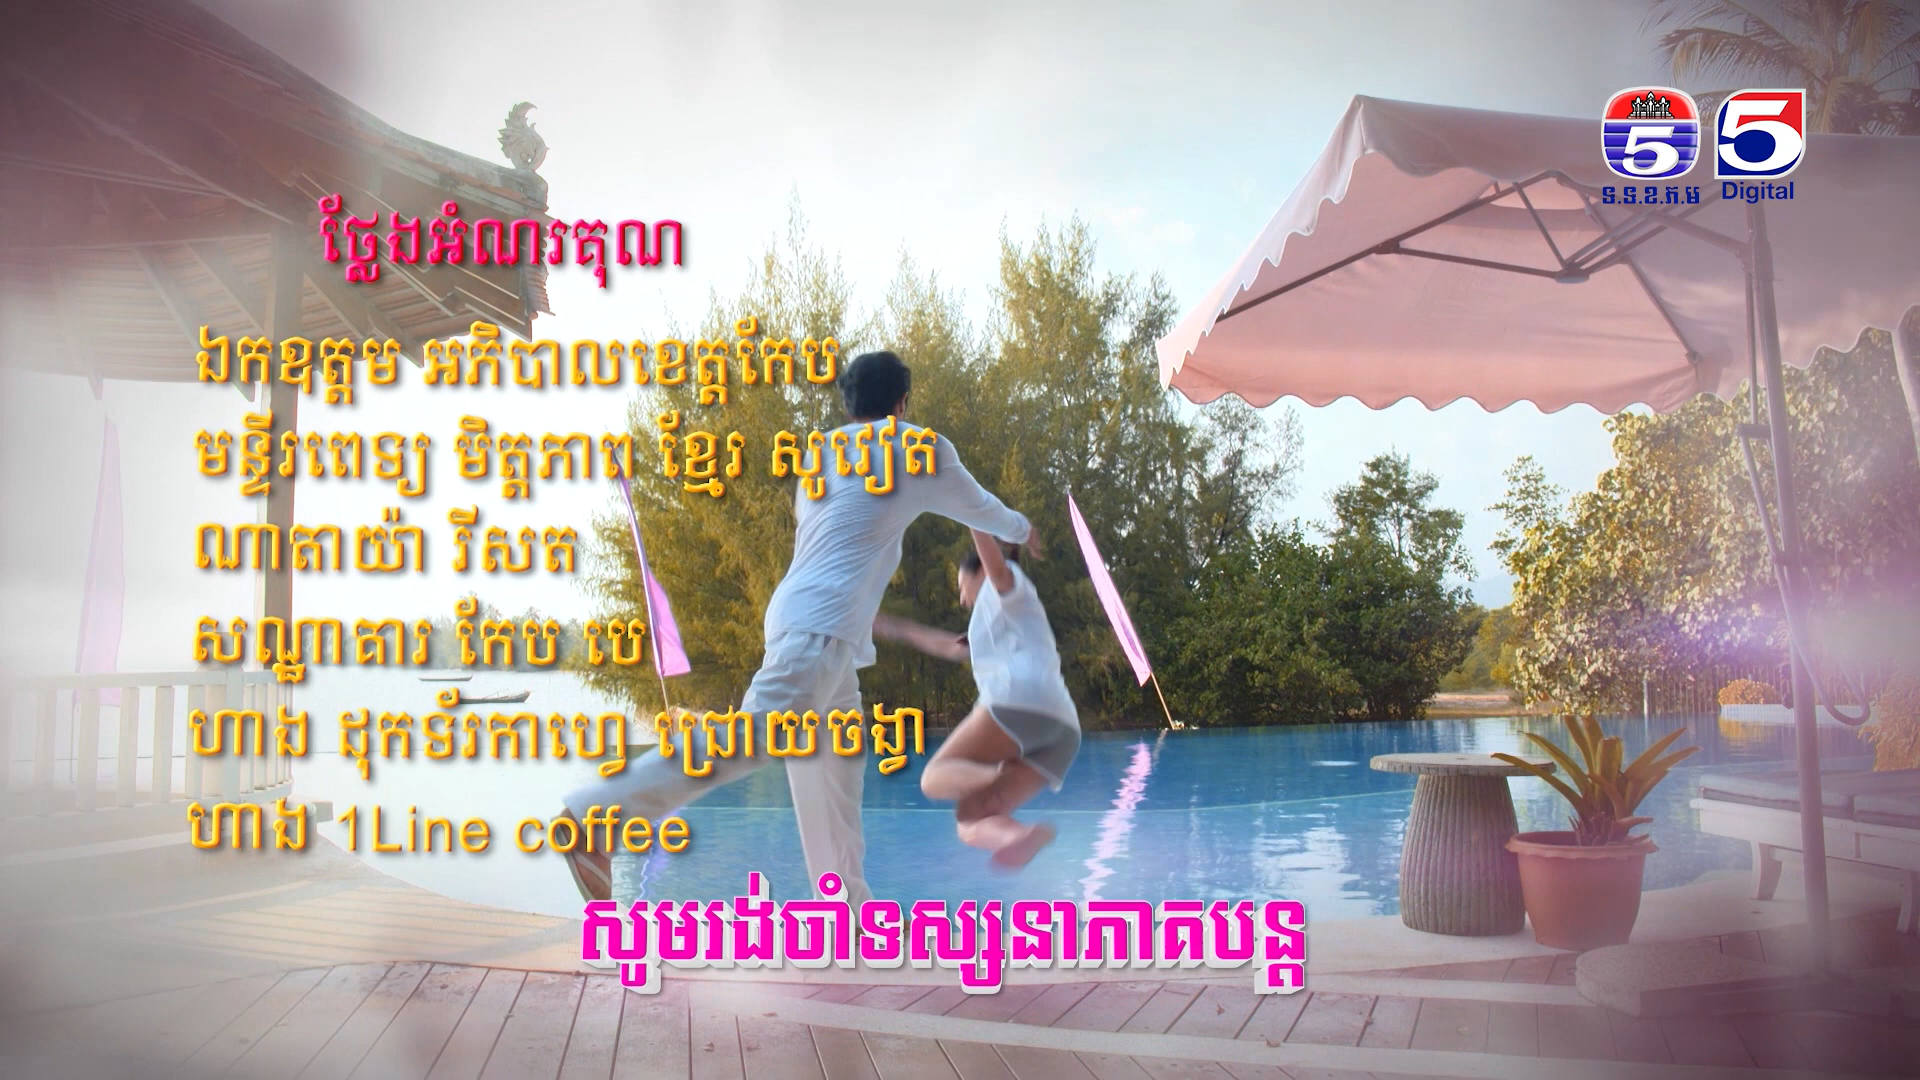 ទ.ទ.ខ.ភ.ម
5
5
Digital
ថ្លែងអំណរគុណ
ឯកឧត្តម អភិបាលខេត្តកែប
មន្ទីរពេទ្យ មិត្តភាព ខ្មែរ សូវៀត
ណាតាយ៉ា រីសត
សណ្ឋាគារ កែប បេ
ហាង ដុកទ័រកាហ្វេ ជ្រោយចង្វា
ហាង 1Line coffee
សូមរង់ចាំទស្សនាភាគបន្ត